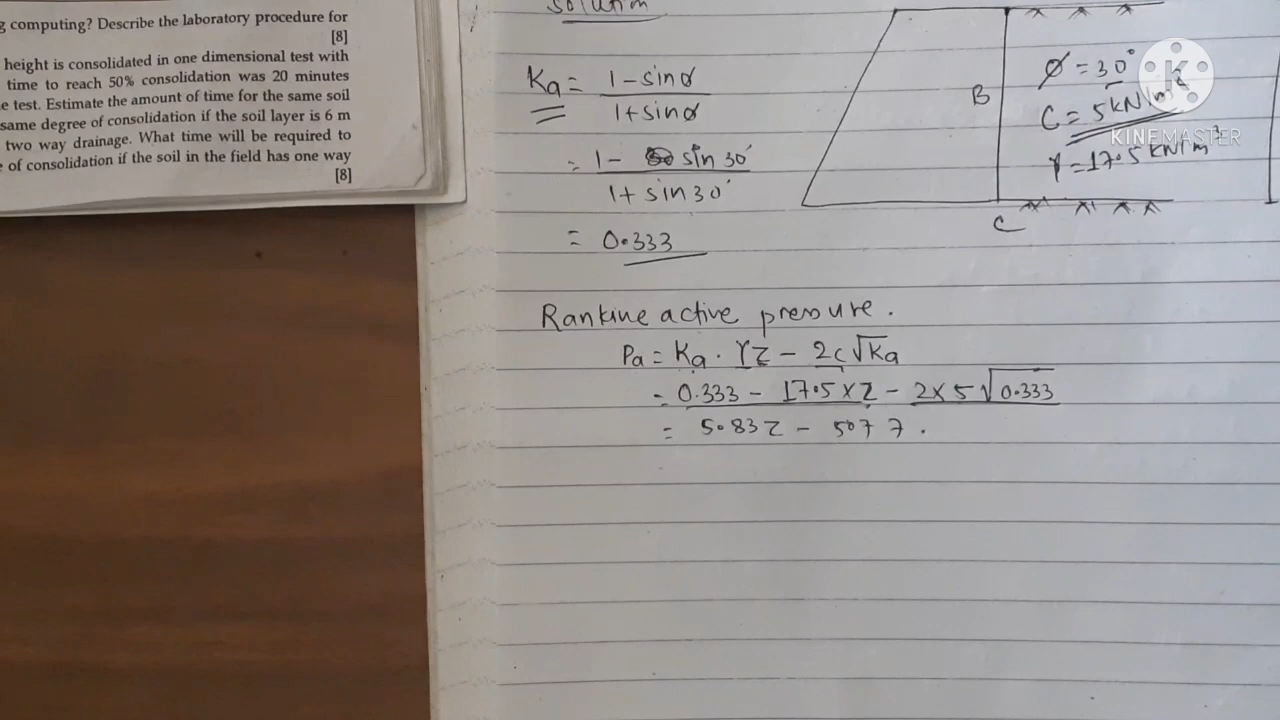 g computing? Describe the laboratory procedure for
[8]
height is consolidated in one dimensional test with
time to reach 50% consolidation was 20 minutes
e test. Estimate the amount of time for the same soil
same degree of consolidation if the soil layer is 6 m
two way drainage. What time will be required to
of consolidation if the soil in the field has one way
[8]
Solution
Ka = 1 - sinα / 1 + sinα
= 1 - sin 30° / 1 + sin 30°
= 0.333
B
C
Ø = 30°
C = 5 kN/m²
γ = 17.5 kN/m³
K
KINEMASTER
Rankine active pressure.
Pa = Ka · γz - 2c√Ka
= 0.333 - 17.5 × z - 2 × 5 √0.333
= 5.83z - 5.77.